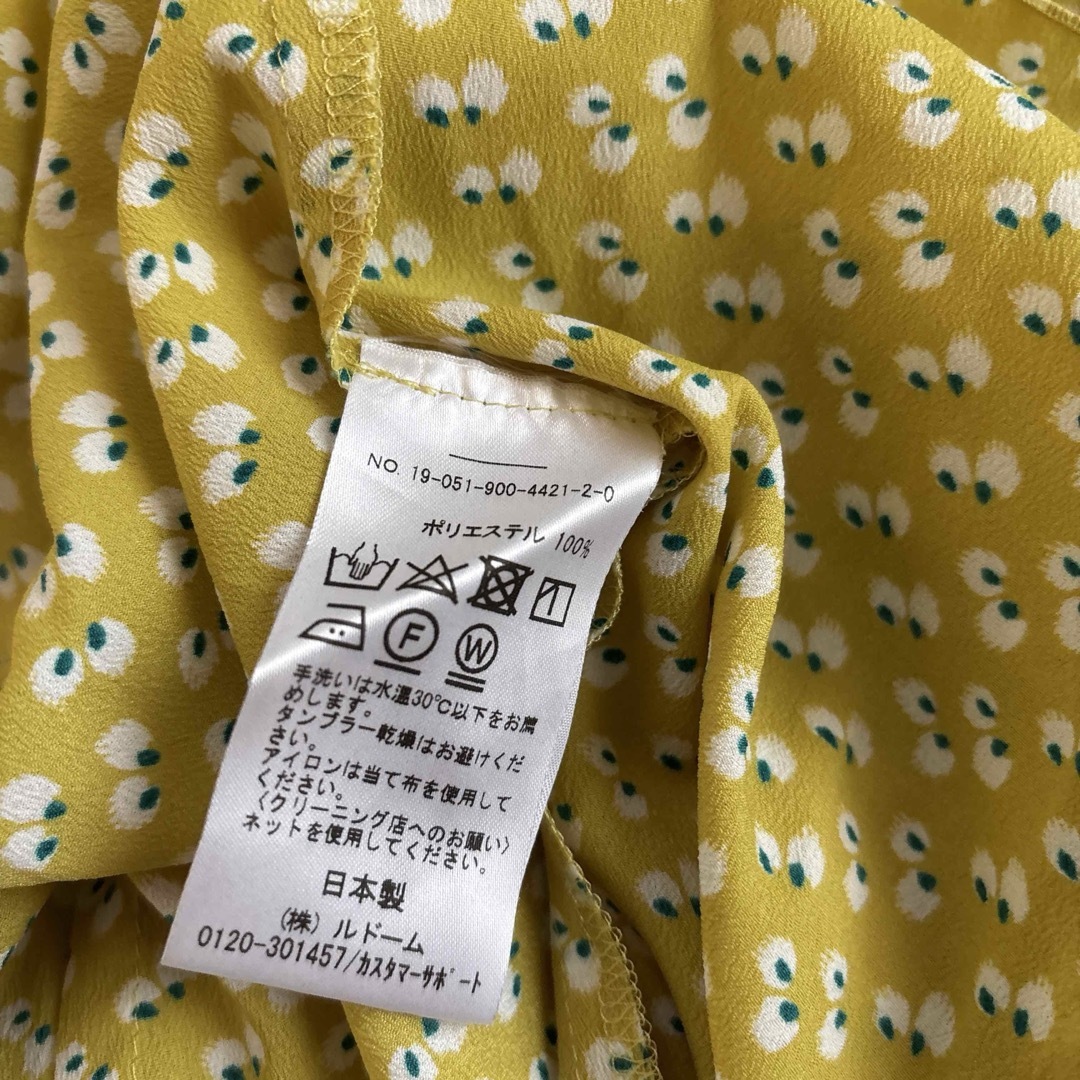 NO. 19-051-900-4421-2-0
ポリエステル 100%
F W
手洗いは水温30℃以下をお薦
めします。
タンブラー乾燥はお避けくだ
さい。
アイロンは当て布を使用して
ください。
〈クリーニング店へのお願い〉
ネットを使用してください。
日本製
(株)ルドーム
0120-301457/カスタマーサポート